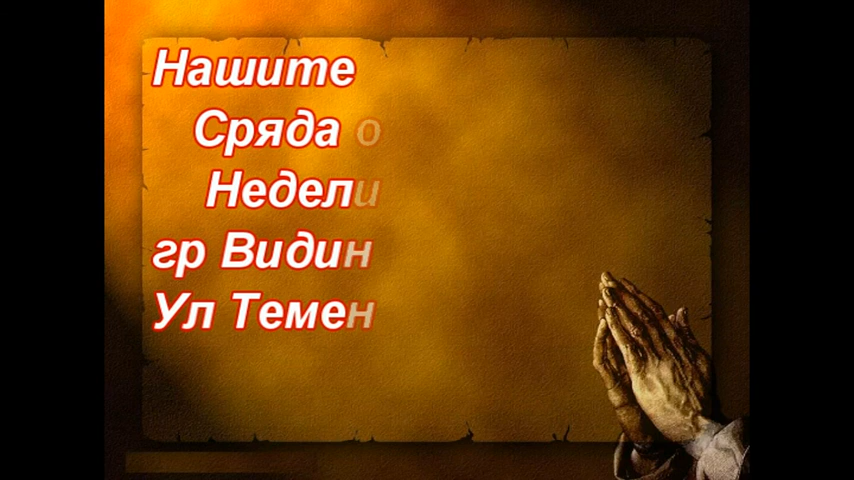 Нашите
Сряда о
Недели
гр Видин
Ул Темен